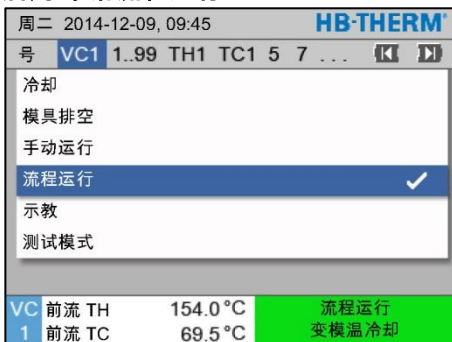 周二 2014-12-09, 09:45 HB-THERM®
号 VC1 1..99 TH1 TC1 5 7 ...
冷却
模具排空
手动运行
流程运行
示教
测试模式
VC 前流 TH 154.0 °C 流程运行
1 前流 TC 69.5 °C 变模温冷却